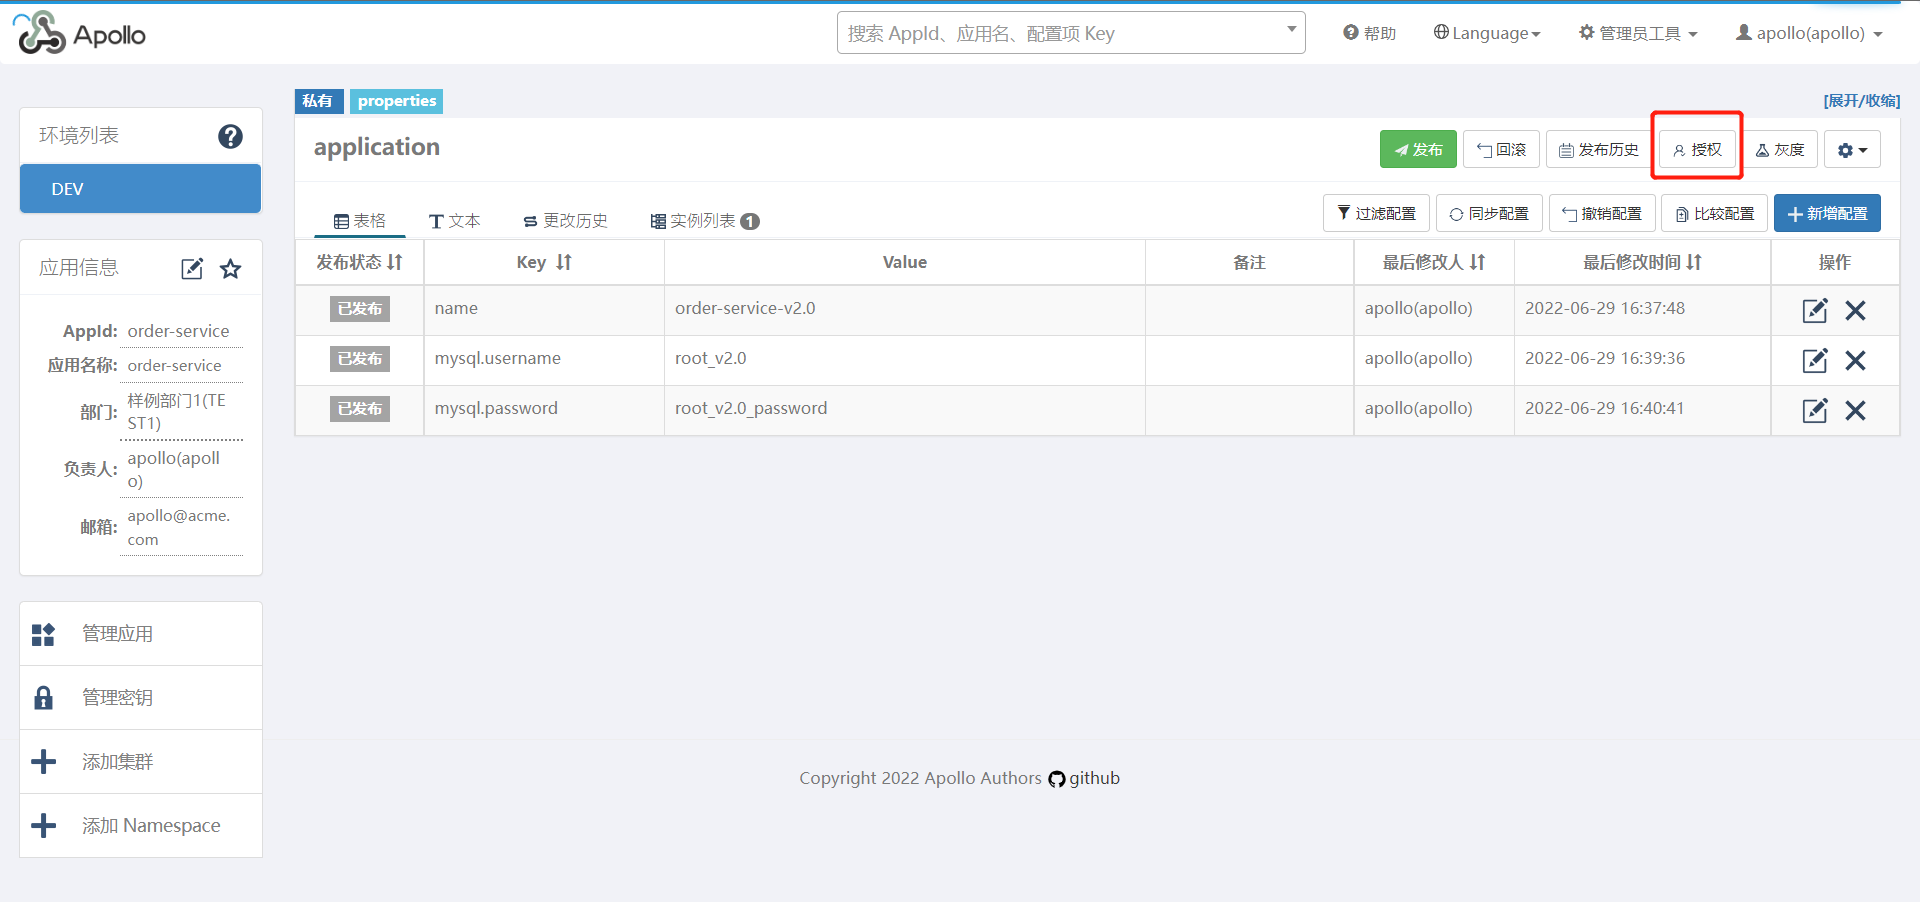 Apollo
搜索 AppId、应用名、配置项 Key
帮助
Language
管理员工具
apollo(apollo)
私有 properties
[展开/收缩]
环境列表
DEV
application
发布 回滚 发布历史 授权 灰度
表格 文本 更改历史 实例列表 1
过滤配置 同步配置 撤销配置 比较配置 新增配置
应用信息
AppId: order-service
应用名称: order-service
部门: 样例部门1(TE
ST1)
负责人: apollo(apoll
o)
邮箱: apollo@acme.
com
发布状态 Key Value 备注 最后修改人 最后修改时间 操作
已发布 name order-service-v2.0 apollo(apollo) 2022-06-29 16:37:48
已发布 mysql.username root_v2.0 apollo(apollo) 2022-06-29 16:39:36
已发布 mysql.password root_v2.0_password apollo(apollo) 2022-06-29 16:40:41
管理应用
管理密钥
添加集群
添加 Namespace
Copyright 2022 Apollo Authors github